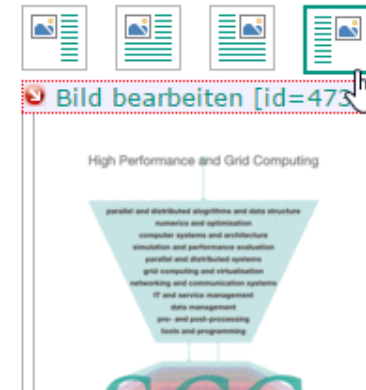 Bild bearbeiten [id=473
High Performance and Grid Computing
parallel and distributed alogrithms and data structure
numerics and optimisation
computer systems and architecture
simulation and performance evaluation
parallel and distributed systems
grid computing and virtualisation
networking and communication systems
IT and service management
data management
pre- and post-processing
tools and programming